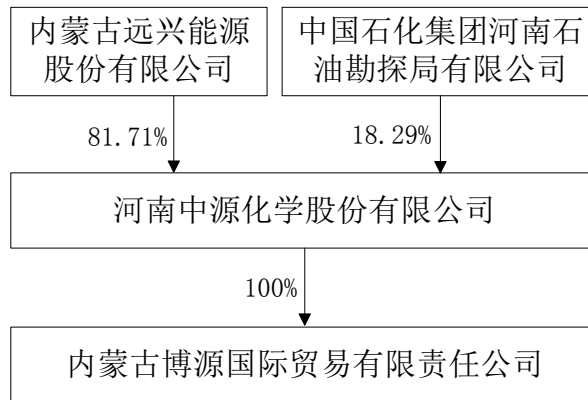 内蒙古远兴能源
股份有限公司
中国石化集团河南石
油勘探局有限公司
81.71%
18.29%
河南中源化学股份有限公司
100%
内蒙古博源国际贸易有限责任公司